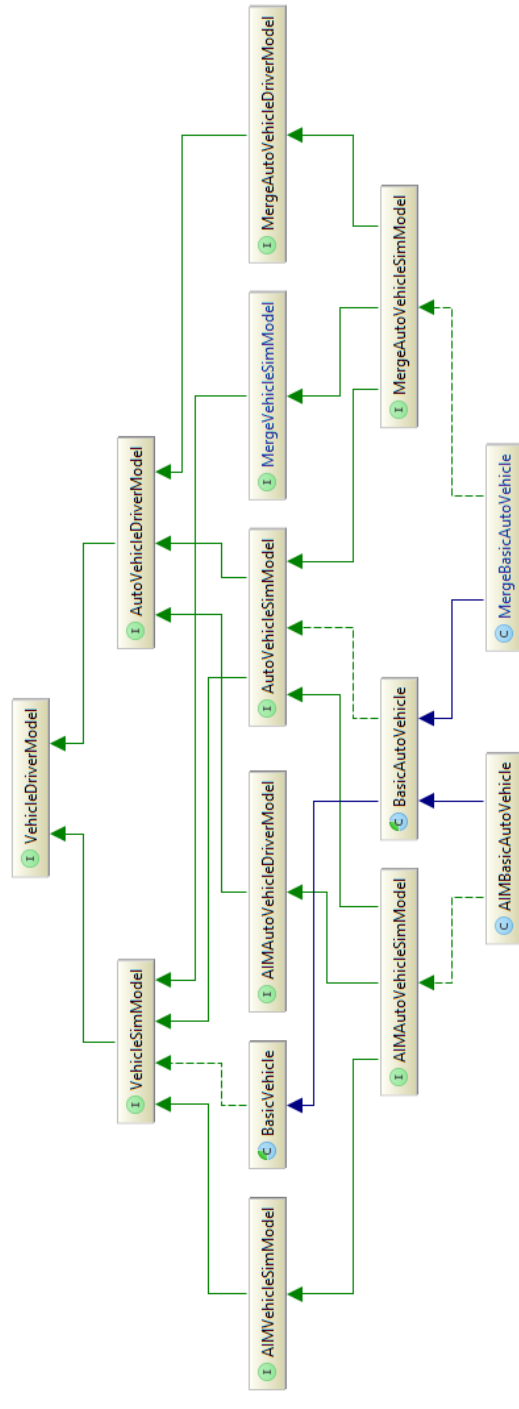 I VehicleDriverModel
I VehicleSimModel
I AutoVehicleDriverModel
I AIMVehicleSimModel
C BasicVehicle
I AIMAutoVehicleDriverModel
I AutoVehicleSimModel
I MergeVehicleSimModel
I MergeAutoVehicleDriverModel
I AIMAutoVehicleSimModel
C BasicAutoVehicle
I MergeAutoVehicleSimModel
C AIMBasicAutoVehicle
C MergeBasicAutoVehicle